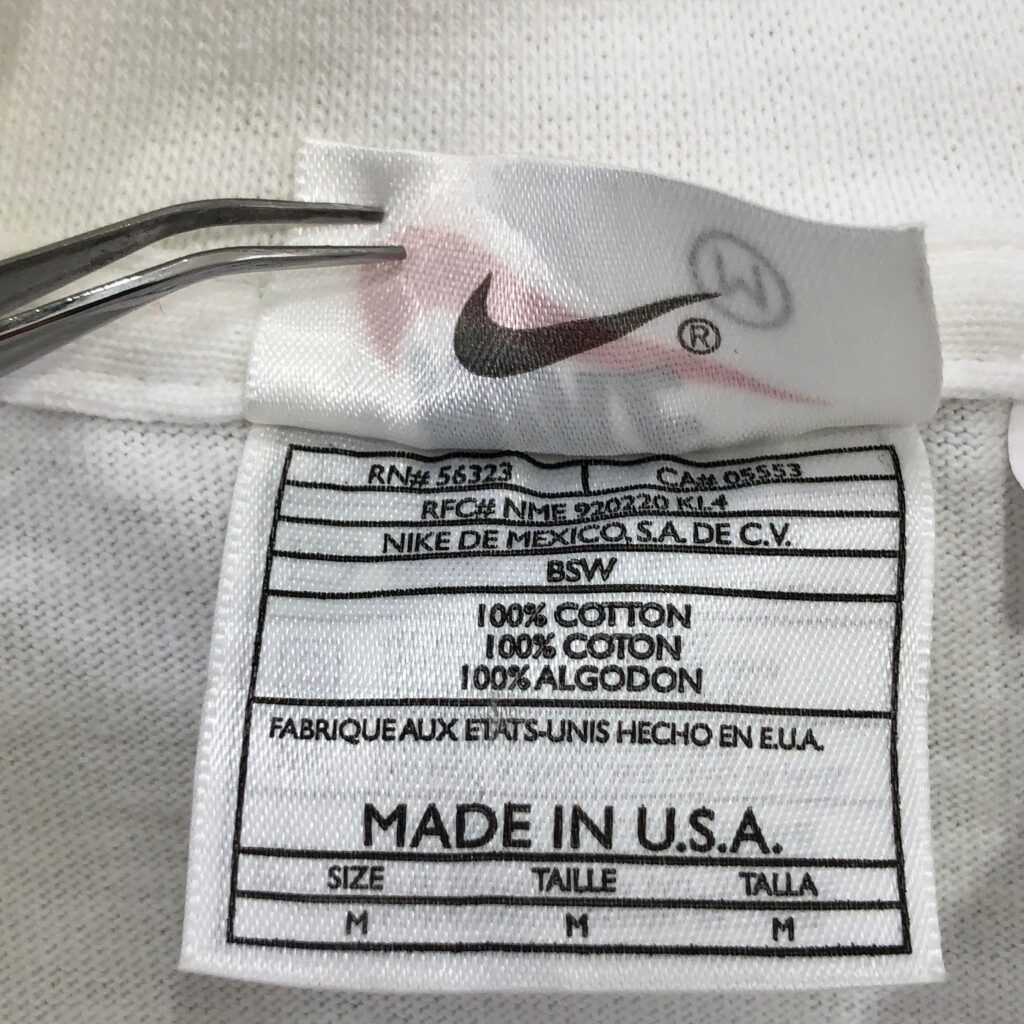 M
®
RN# 56323 CA# 05553
RFC# NME 920220 KL4
NIKE DE MEXICO, S.A. DE C.V.
BSW
100% COTTON
100% COTON
100% ALGODON
FABRIQUE AUX ETATS-UNIS HECHO EN E.U.A.
MADE IN U.S.A.
SIZE TAILLE TALLA
M M M